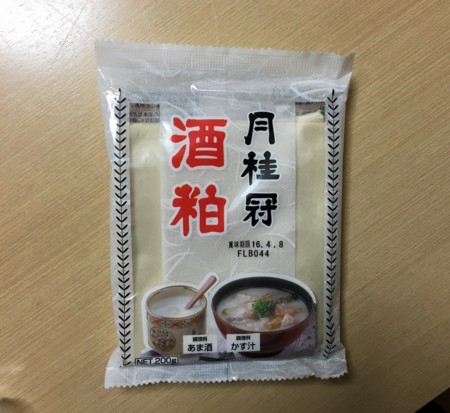 月桂冠
酒粕
賞味期限16.4.8
FLB044
調理例
あま酒
調理例
かす汁
NET 200g